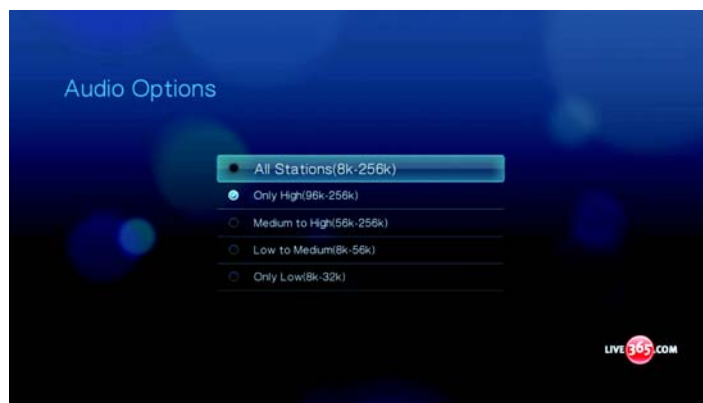 Audio Options
All Stations(8k-256k)
Only High(96k-256k)
Medium to High(56k-256k)
Low to Medium(8k-56k)
Only Low(8k-32k)
LIVE365.COM